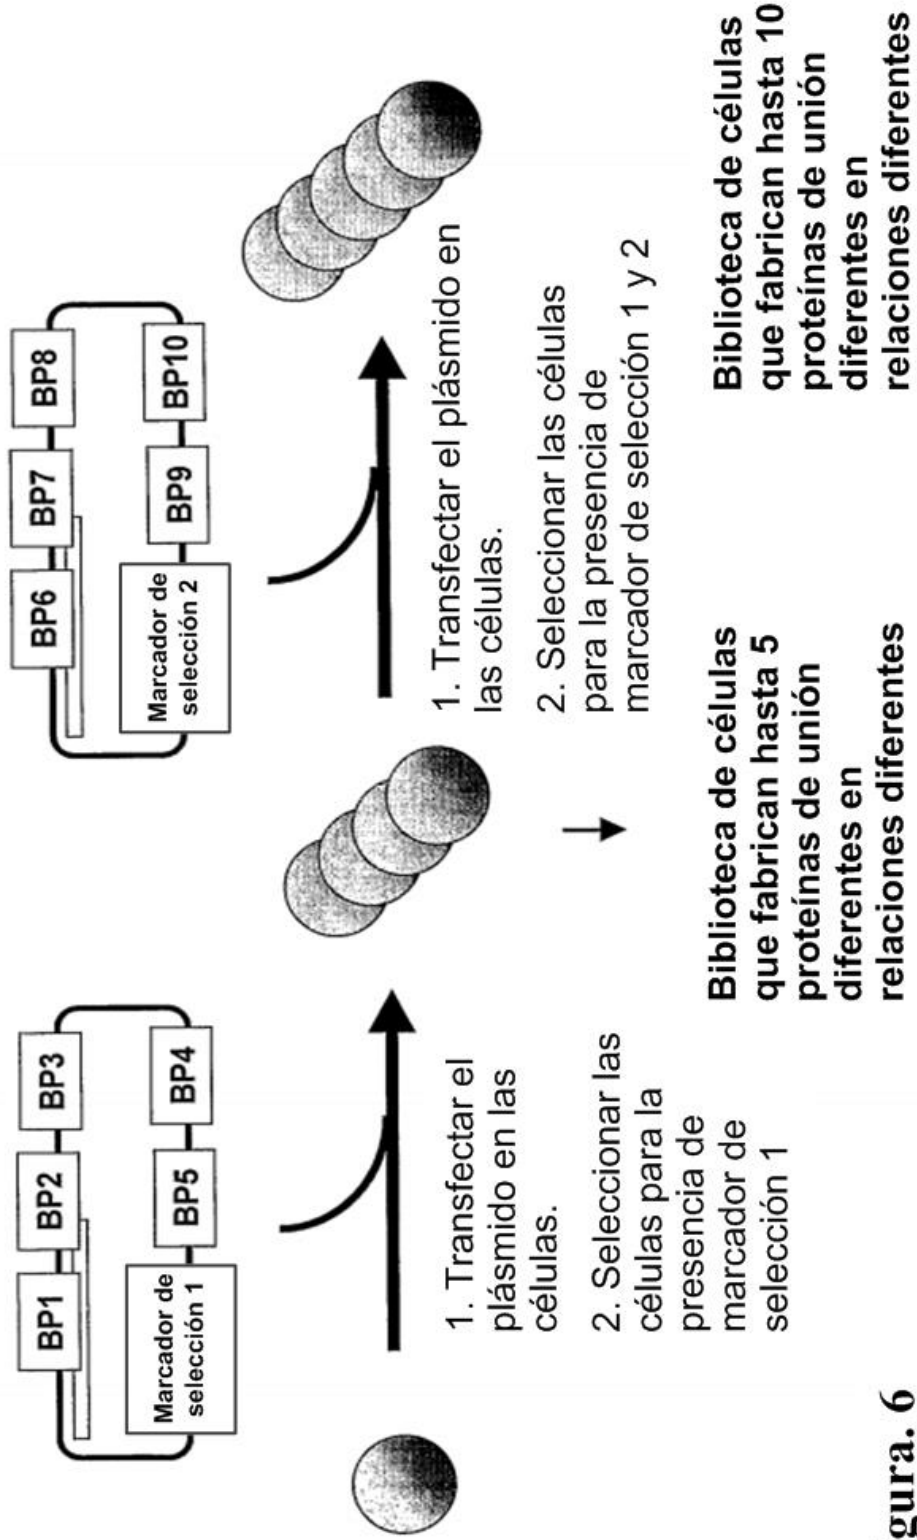 BP1
BP2
BP3
Marcador de
selección 1
BP5
BP4
1. Transfectar el
plásmido en las
células.
2. Seleccionar las
células para la
presencia de
marcador de
selección 1
Biblioteca de células
que fabrican hasta 5
proteínas de unión
diferentes en
relaciones diferentes
BP6
BP7
BP8
Marcador de
selección 2
BP9
BP10
1. Transfectar el plásmido en
las células.
2. Seleccionar las células
para la presencia de
marcador de selección 1 y 2
Biblioteca de células
que fabrican hasta 10
proteínas de unión
diferentes en
relaciones diferentes
gura. 6